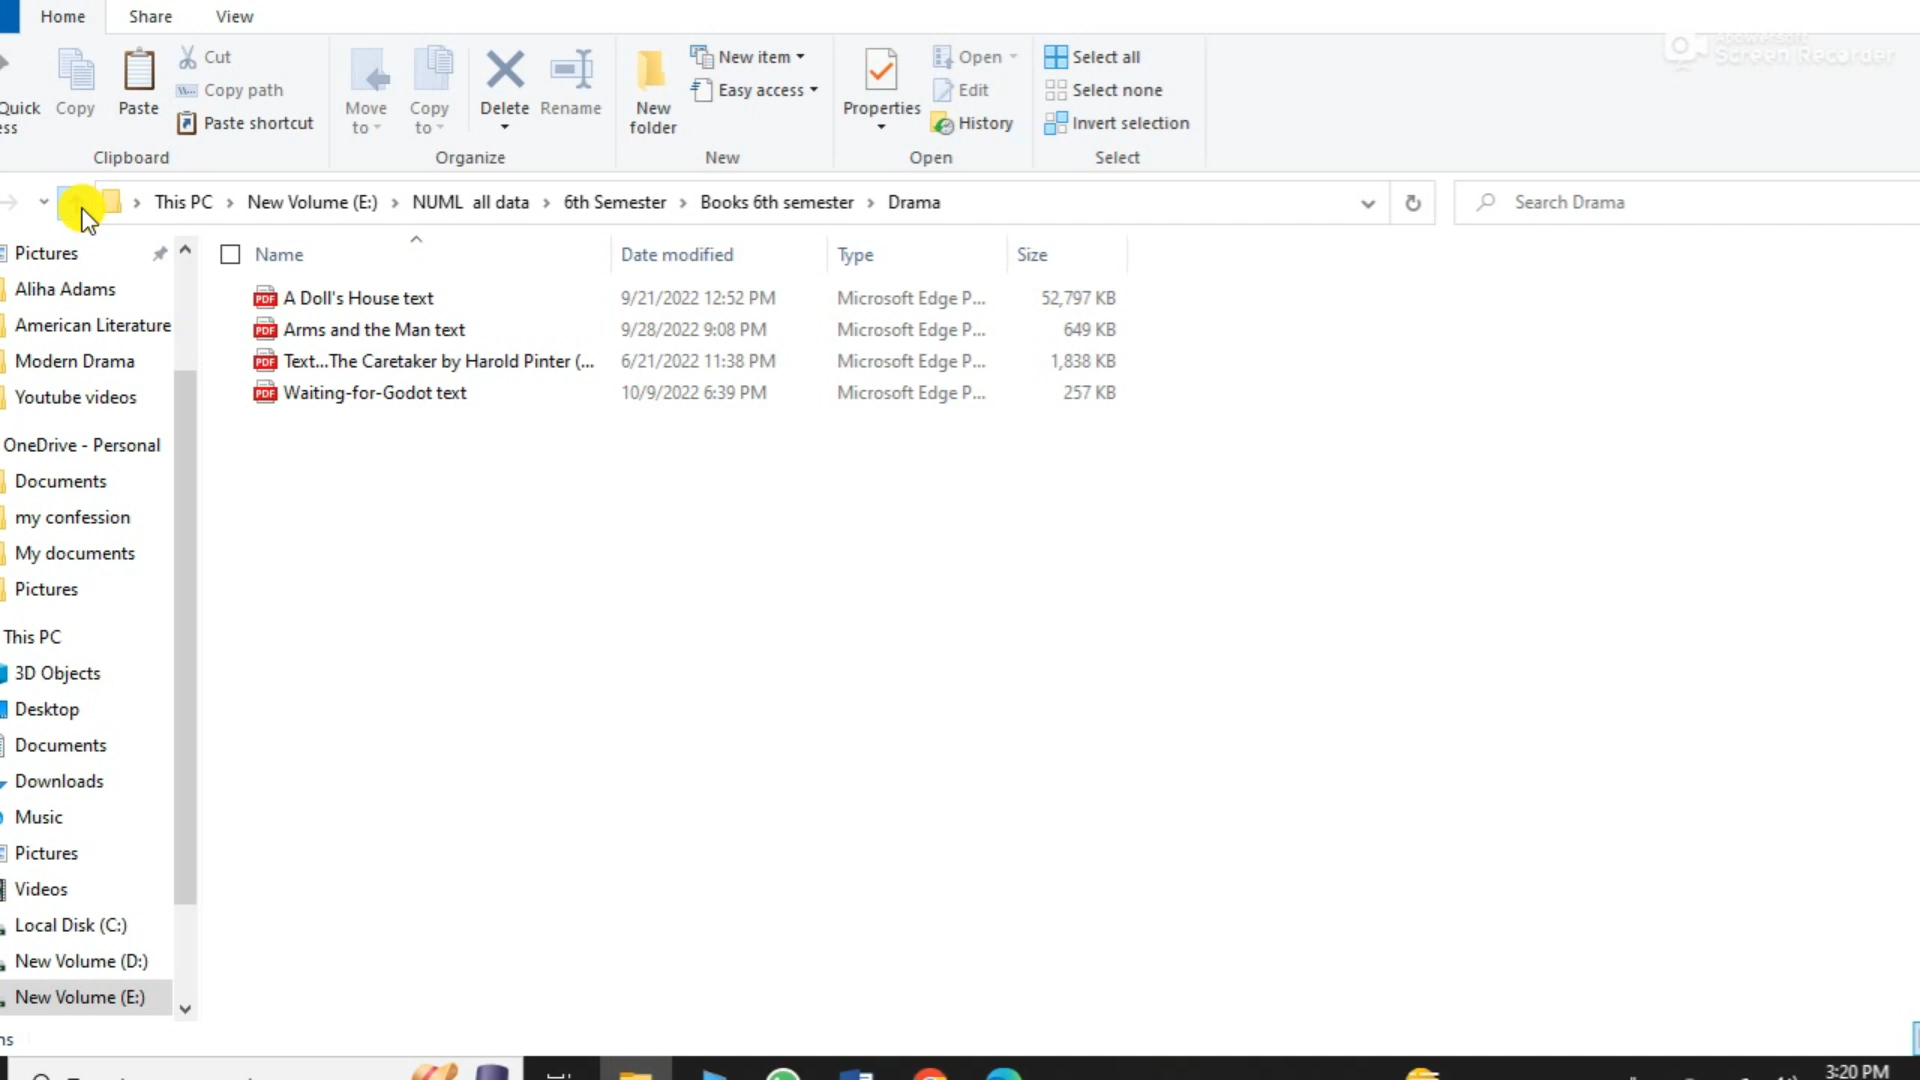 Home Share View
Cut
Copy path
Paste shortcut
Quick Copy Paste
ess
Clipboard
Move to Copy to Delete Rename
Organize
New folder
New item
Easy access
New
Properties
Open
Edit
History
Open
Select all
Select none
Invert selection
Select
Screen Recorder
This PC New Volume (E:) NUML all data 6th Semester Books 6th semester Drama
Search Drama
Name Date modified Type Size
A Doll's House text 9/21/2022 12:52 PM Microsoft Edge P... 52,797 KB
Arms and the Man text 9/28/2022 9:08 PM Microsoft Edge P... 649 KB
Text...The Caretaker by Harold Pinter (... 6/21/2022 11:38 PM Microsoft Edge P... 1,838 KB
Waiting-for-Godot text 10/9/2022 6:39 PM Microsoft Edge P... 257 KB
Pictures
Aliha Adams
American Literature
Modern Drama
Youtube videos
OneDrive - Personal
Documents
my confession
My documents
Pictures
This PC
3D Objects
Desktop
Documents
Downloads
Music
Pictures
Videos
Local Disk (C:)
New Volume (D:)
New Volume (E:)
ns
3:20 PM